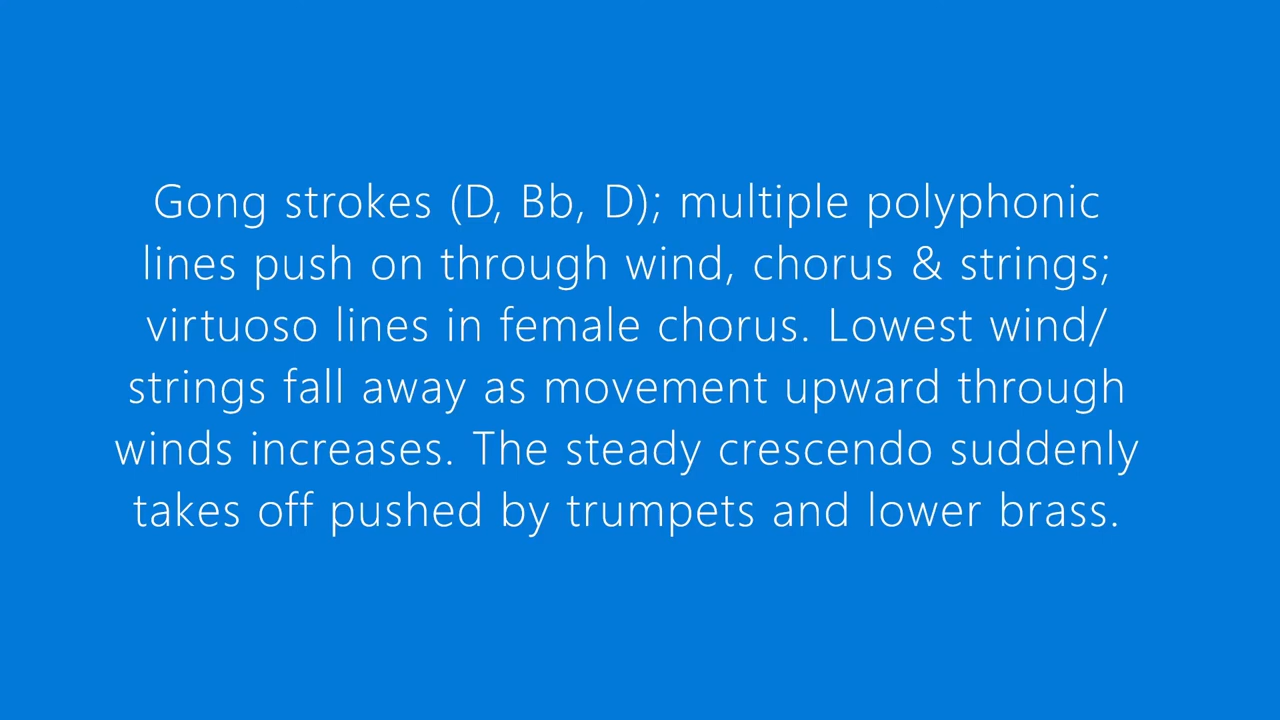 Gong strokes (D, Bb, D); multiple polyphonic
lines push on through wind, chorus & strings;
virtuoso lines in female chorus. Lowest wind/
strings fall away as movement upward through
winds increases. The steady crescendo suddenly
takes off pushed by trumpets and lower brass.